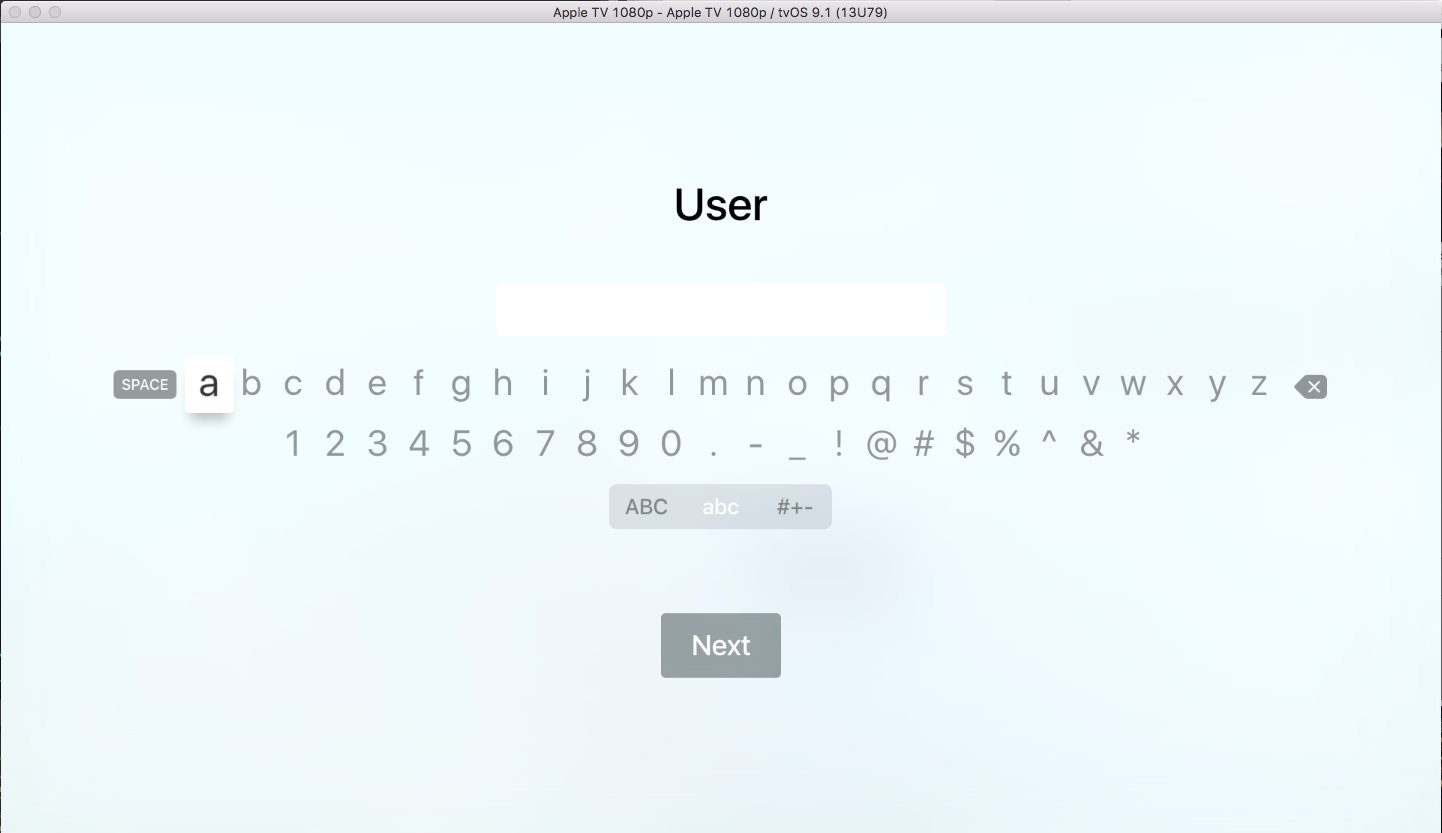 Apple TV 1080p - Apple TV 1080p / tvOS 9.1 (13U79)
User
SPACE a b c d e f g h i j k l m n o p q r s t u v w x y z
1 2 3 4 5 6 7 8 9 0 . - _ ! @ # $ % ^ & *
ABC abc #+-
Next